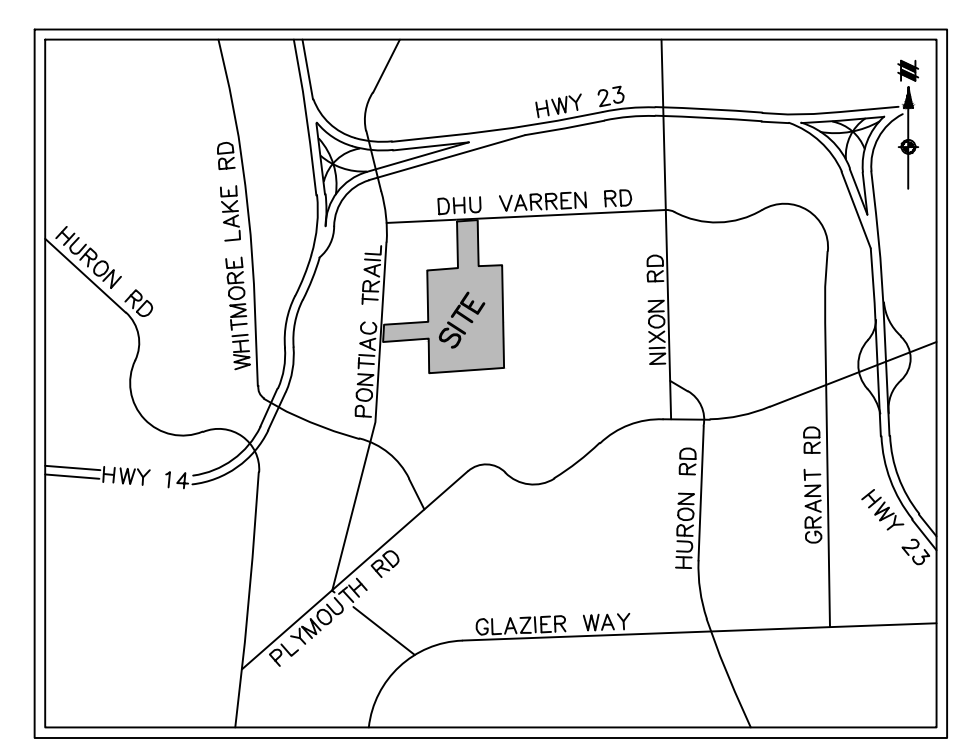 N
HWY 23
WHITMORE LAKE RD
DHU VARREN RD
HURON RD
PONTIAC TRAIL
NIXON RD
SITE
HWY 14
HURON RD
GRANT RD
HWY 23
PLYMOUTH RD
GLAZIER WAY